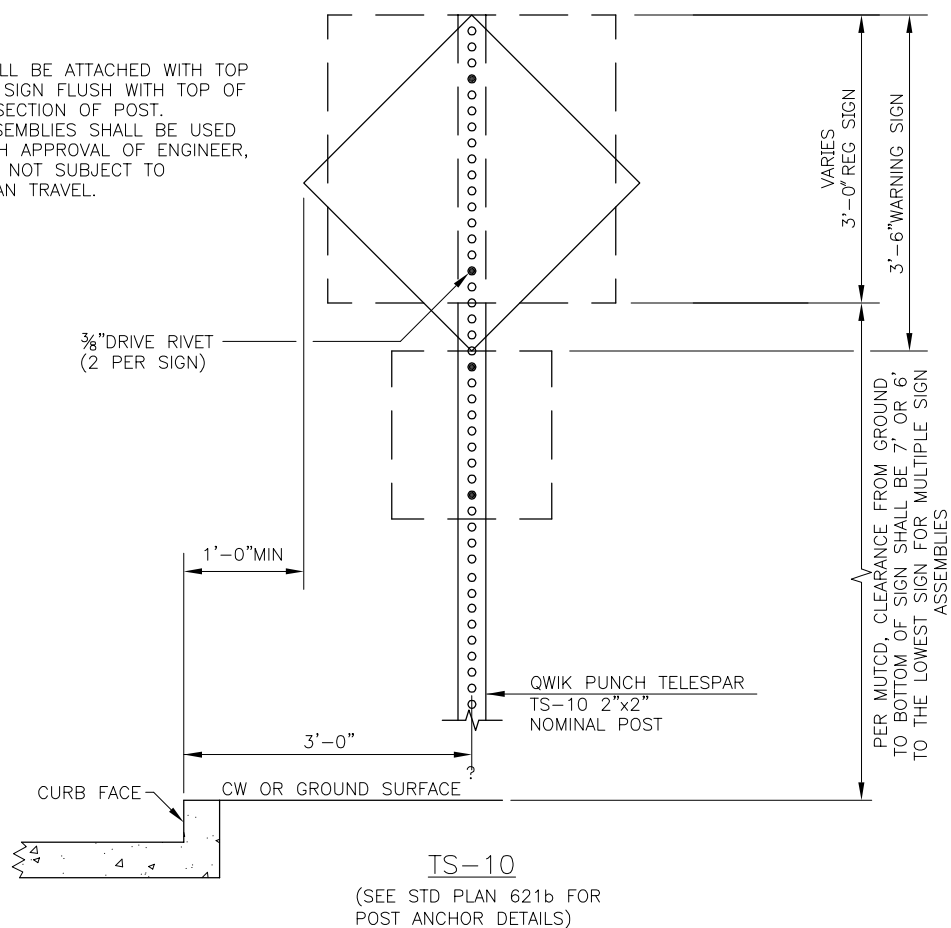 LL BE ATTACHED WITH TOP
SIGN FLUSH WITH TOP OF
SECTION OF POST.
SEMBLIES SHALL BE USED
H APPROVAL OF ENGINEER,
NOT SUBJECT TO
AN TRAVEL.
VARIES
3'-0" REG SIGN
3'-6" WARNING SIGN
⅜" DRIVE RIVET
(2 PER SIGN)
PER MUTCD, CLEARANCE FROM GROUND
TO BOTTOM OF SIGN SHALL BE 7' OR 6'
TO THE LOWEST SIGN FOR MULTIPLE SIGN
ASSEMBLIES
1'-0" MIN
QWIK PUNCH TELESPAR
TS-10 2"x2"
NOMINAL POST
3'-0"
?
CURB FACE
CW OR GROUND SURFACE
TS-10
(SEE STD PLAN 621b FOR
POST ANCHOR DETAILS)